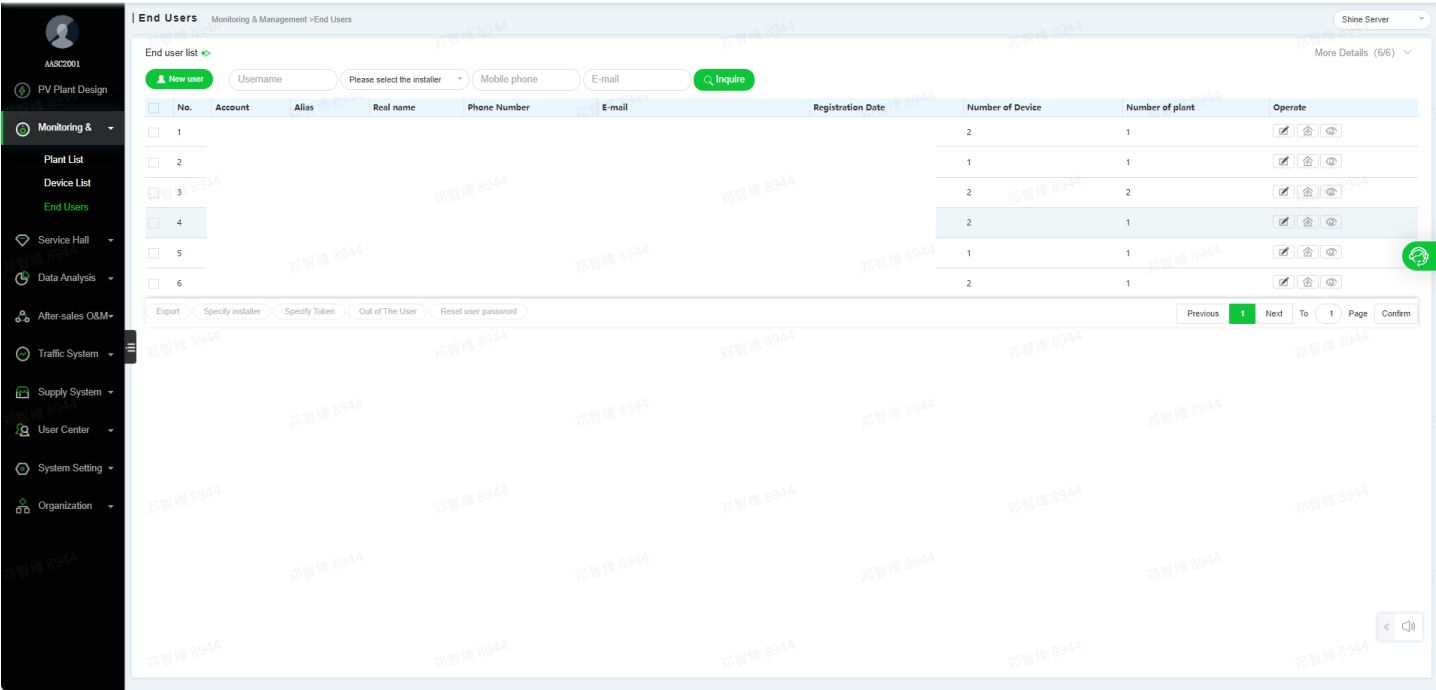 End Users Monitoring & Management >End Users
Shine Server
AASC2001
PV Plant Design
Monitoring &
Plant List
Device List
End Users
Service Hall
Data Analysis
After-sales O&M
Traffic System
Supply System
User Center
System Setting
Organization
End user list
More Details (6/6)
New user Username Please select the installer Mobile phone E-mail Inquire
No. Account Alias Real name Phone Number E-mail Registration Date Number of Device Number of plant Operate
1 2 1
2 1 1
3 2 2
4 2 1
5 1 1
6 2 1
Export Specify installer Specify Token Out of The User Reset user password
Previous 1 Next To 1 Page Confirm
邓智维 8944